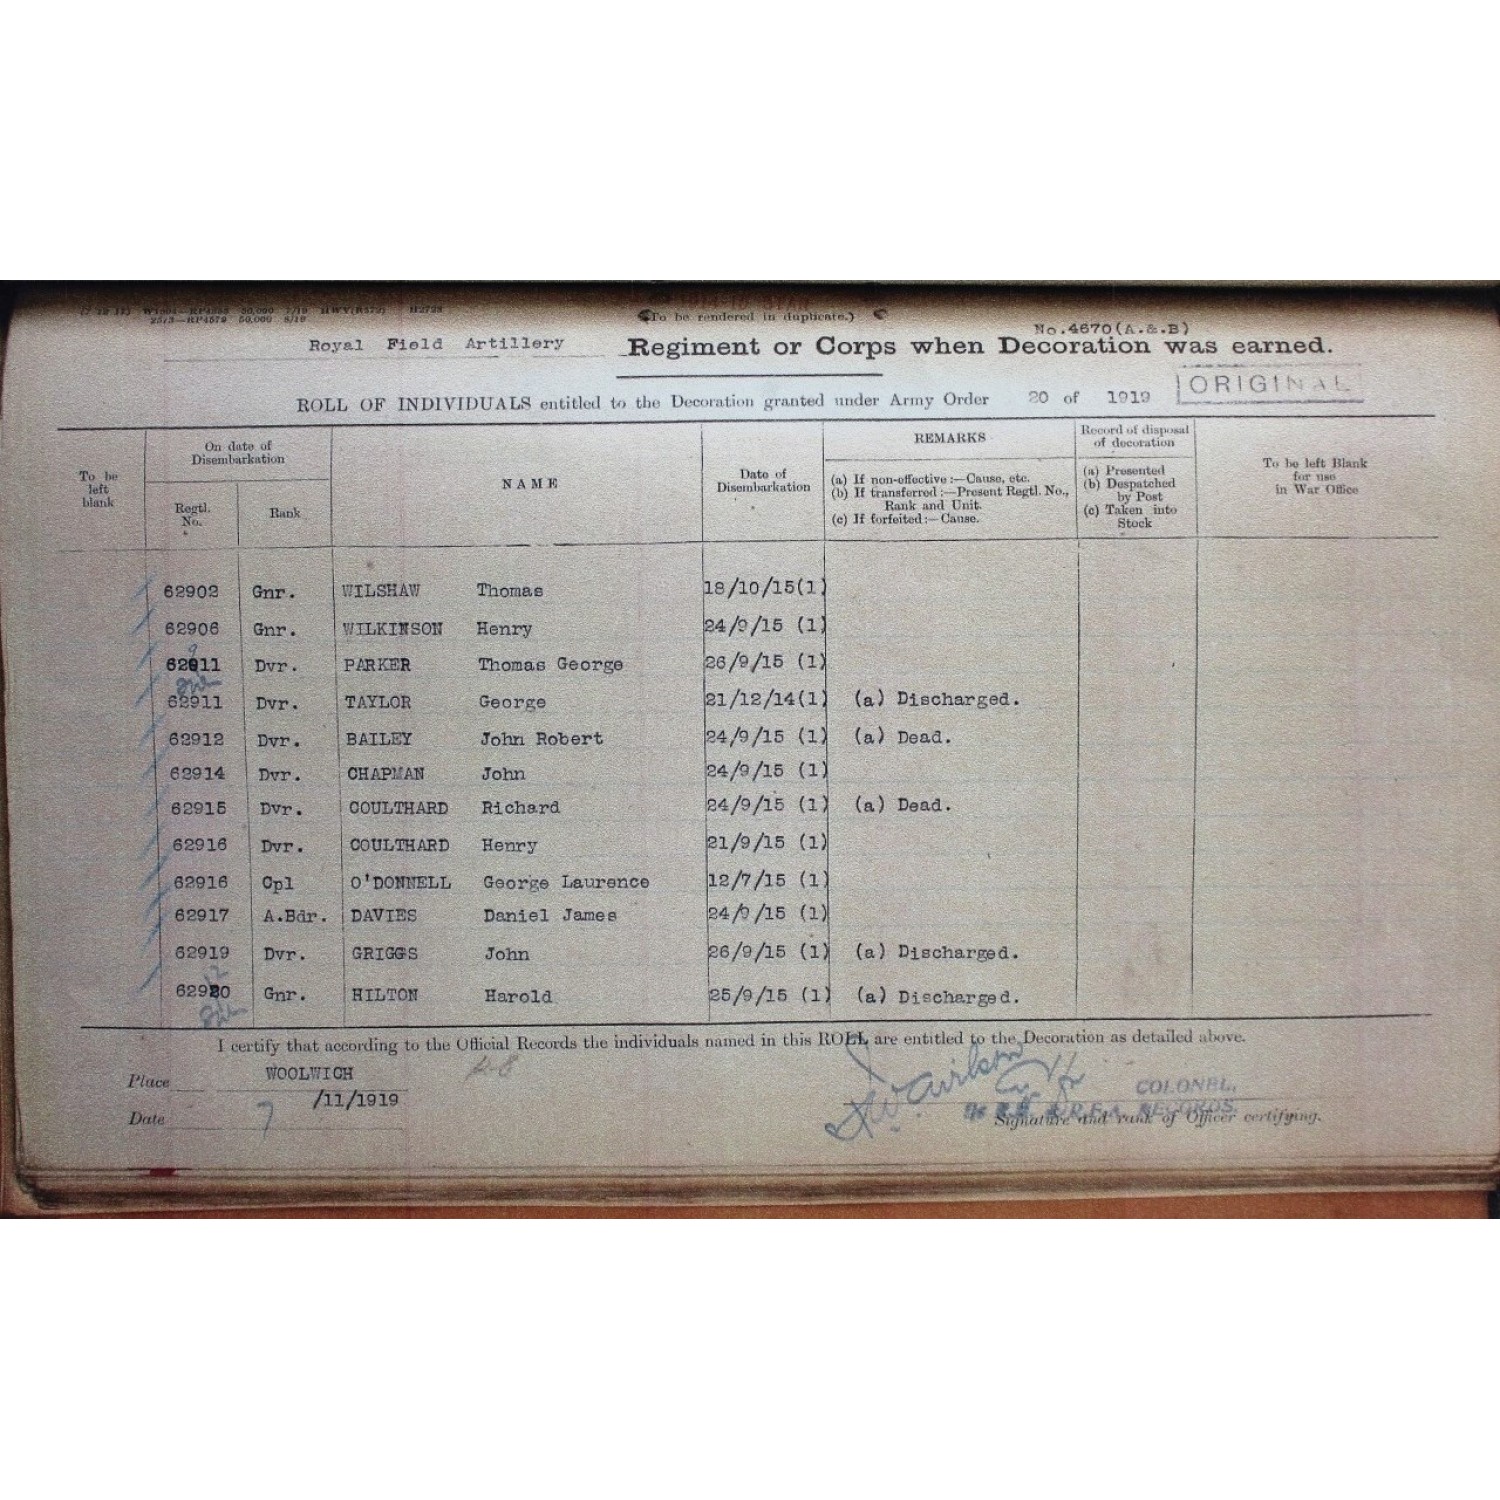 1914-15 STAR
(To be rendered in duplicate.)
No.4670(A.&.B)
Royal Field Artillery Regiment or Corps when Decoration was earned.
ORIGINAL
ROLL OF INDIVIDUALS entitled to the Decoration granted under Army Order 20 of 1919
To be left blank
On date of Disembarkation
Regtl. No.
Rank
NAME
Date of Disembarkation
REMARKS
(a) If non-effective :—Cause, etc.
(b) If transferred :—Present Regtl. No., Rank and Unit.
(c) If forfeited :—Cause.
Record of disposal of decoration
(a) Presented
(b) Despatched by Post
(c) Taken into Stock
To be left Blank for use in War Office
62902 Gnr. WILSHAW Thomas 18/10/15(1)
62906 Gnr. WILKINSON Henry 24/9/15 (1)
62911 Dvr. PARKER Thomas George 26/9/15 (1)
62911 Dvr. TAYLOR George 21/12/14(1) (a) Discharged.
62912 Dvr. BAILEY John Robert 24/9/15 (1) (a) Dead.
62914 Dvr. CHAPMAN John 24/9/15 (1)
62915 Dvr. COULTHARD Richard 24/9/15 (1) (a) Dead.
62916 Dvr. COULTHARD Henry 21/9/15 (1)
62916 Cpl O'DONNELL George Laurence 12/7/15 (1)
62917 A.Bdr. DAVIES Daniel James 24/9/15 (1)
62919 Dvr. GRIGGS John 26/9/15 (1) (a) Discharged.
62920 Gnr. HILTON Harold 25/9/15 (1) (a) Discharged.
I certify that according to the Official Records the individuals named in this ROLL are entitled to the Decoration as detailed above.
Place WOOLWICH
COLONEL,
Date 7 /11/1919
R.F.A. RECORDS.
Signature and rank of Officer certifying.